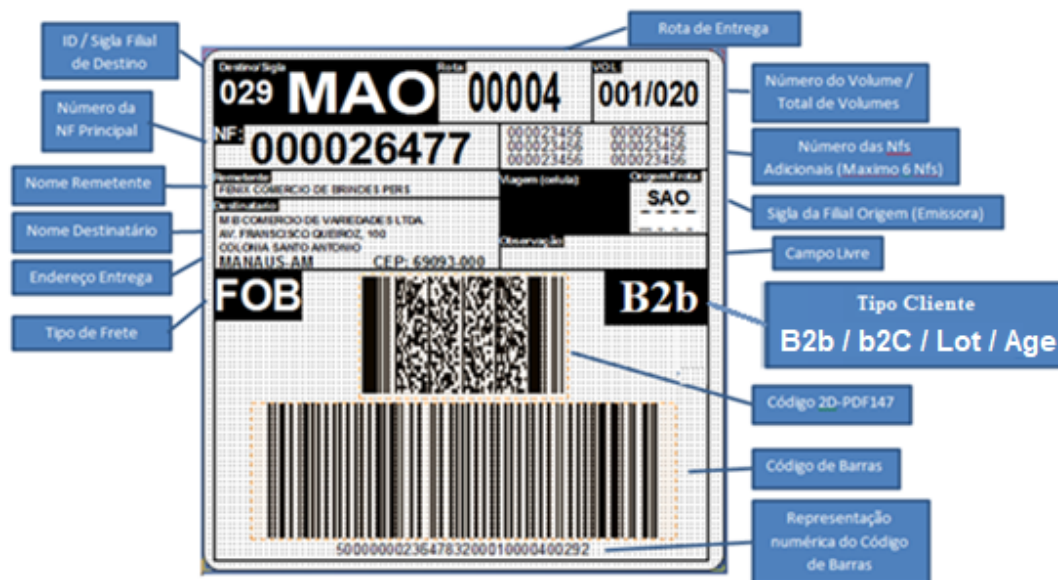 Rota de Entrega
ID / Sigla Filial
de Destino
Destino/Sigla
029 MAO
Rota
00004
VOL
001/020
Número do Volume /
Total de Volumes
Número da
NF Principal
NF:
000026477
000023456 000023456
000023456 000023456
000023456 000023456
Número das Nfs
Adicionais (Maximo 6 Nfs)
Nome Remetente
Remetente
FENIX COMERCIO DE BRINDES PERS
Viagem (celula)
Origem/Frota
SAO
Sigla da Filial Origem (Emissora)
Nome Destinatário
Destinatario
M B COMERCIO DE VARIEDADES LTDA.
AV. FRANSCISCO QUEIROZ, 100
COLONIA SANTO ANTONIO
MANAUS-AM CEP: 69093-000
Observação
Campo Livre
Endereço Entrega
Tipo de Frete
FOB
B2b
Tipo Cliente
B2b / b2C / Lot / Age
Código 2D-PDF147
Código de Barras
Representação
numérica do Código
de Barras